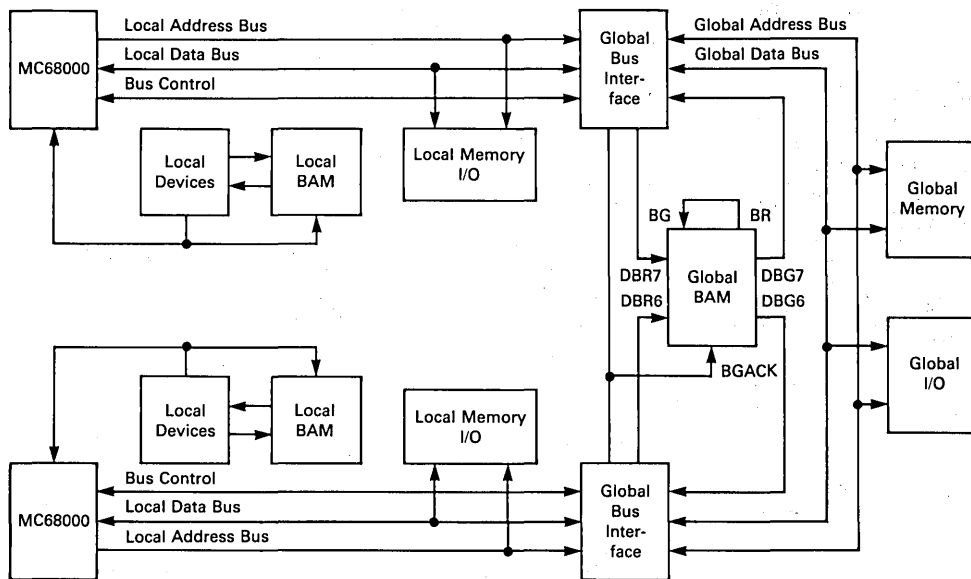 MC68000
Local Address Bus
Local Data Bus
Bus Control
Global
Bus
Inter-
face
Global Address Bus
Global Data Bus
Local
Devices
Local
BAM
Local Memory
I/O
Global
Memory
BG
BR
DBR7
DBR6
Global
BAM
DBG7
DBG6
BGACK
Global
I/O
Local
Devices
Local
BAM
Local Memory
I/O
MC68000
Bus Control
Local Data Bus
Local Address Bus
Global
Bus
Inter-
face